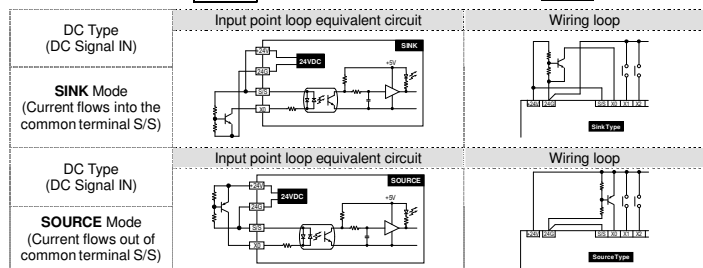 DC Type
(DC Signal IN)
Input point loop equivalent circuit
Wiring loop
SINK Mode
(Current flows into the
common terminal S/S)
+24V
24G
24VDC
S/S
X0
SINK
+5V
24G
S/S
X0
X1
X2
Sink Type
DC Type
(DC Signal IN)
Input point loop equivalent circuit
Wiring loop
SOURCE Mode
(Current flows out of
common terminal S/S)
+24V
24G
24VDC
S/S
X0
SOURCE
+5V
24G
S/S
X0
X1
X2
Source Type